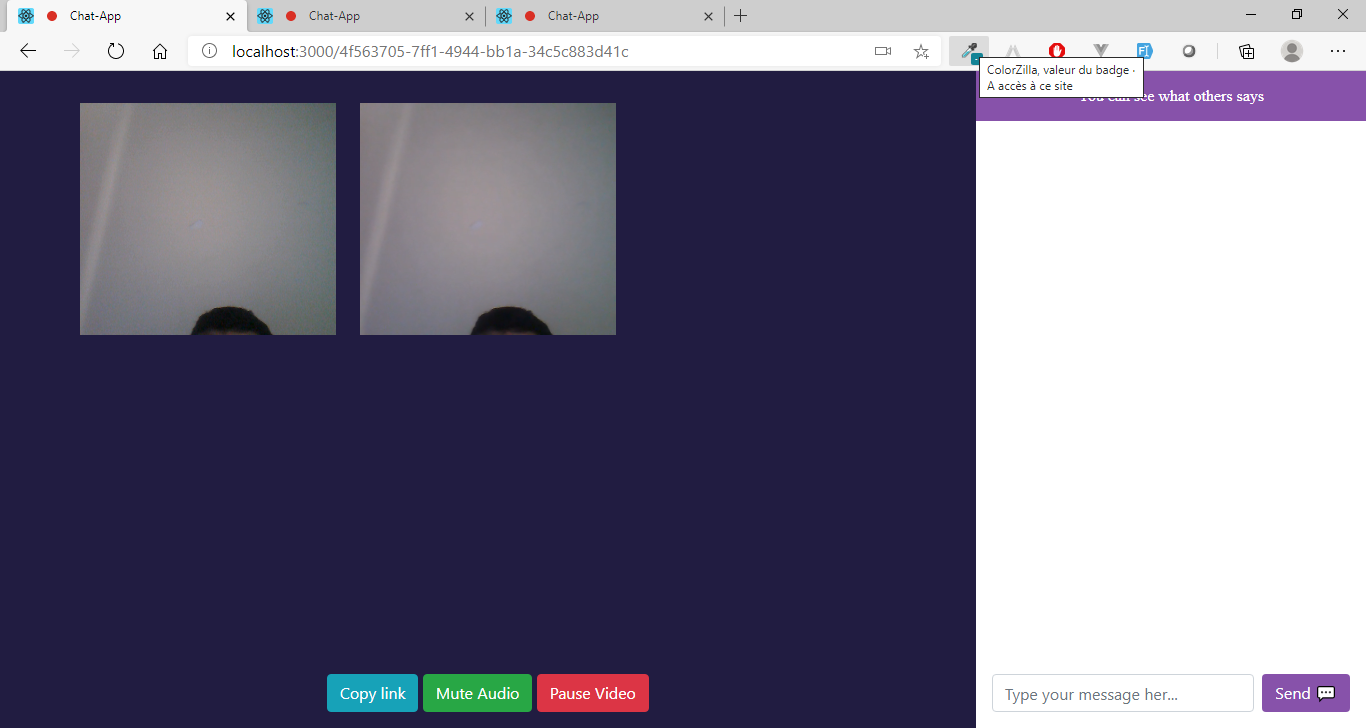 Chat-App
Chat-App
Chat-App
localhost:3000/4f563705-7ff1-4944-bb1a-34c5c883d41c
ColorZilla, valeur du badge -
A accès à ce site
You can see what others says
Copy link
Mute Audio
Pause Video
Type your message her...
Send